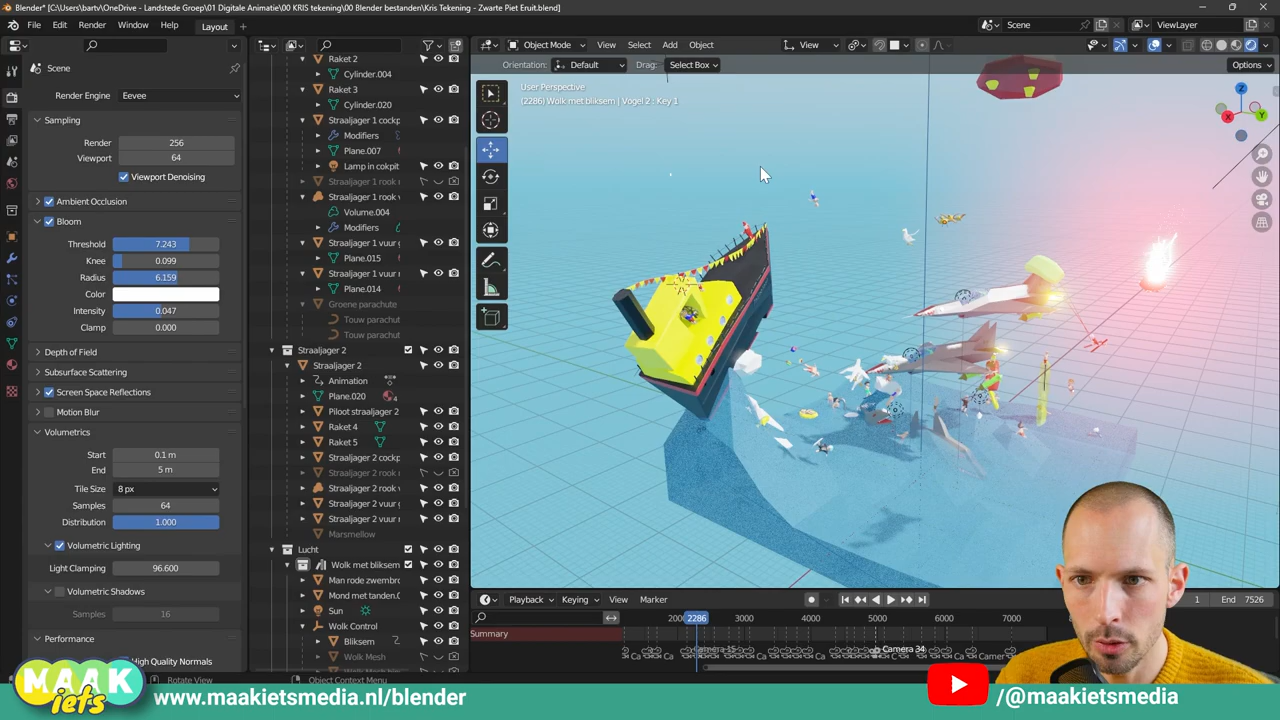 Blender* [C:\Users\bartv\OneDrive - Landstede Groep\01 Digitale Animatie\00 KRIS tekening\00 Blender bestanden\Kris Tekening - Zwarte Piet Eruit.blend]
File Edit Render Window Help Layout Scene ViewLayer
Object Mode View Select Add Object View
Orientation: Default Drag: Select Box Options
Scene
Render Engine Eevee
Sampling
Render 256
Viewport 64
Viewport Denoising
Ambient Occlusion
Bloom
Threshold 7.243
Knee 0.099
Radius 6.159
Color
Intensity 0.047
Clamp 0.000
Depth of Field
Subsurface Scattering
Screen Space Reflections
Motion Blur
Volumetrics
Start 0.1 m
End 5 m
Tile Size 8 px
Samples 64
Distribution 1.000
Volumetric Lighting
Light Clamping 96.600
Volumetric Shadows
Samples 16
Performance
High Quality Normals
Raket 2
Cylinder.004
Raket 3
Cylinder.020
Straaljager 1 cockp
Modifiers
Plane.007
Lamp in cokpit
Straaljager 1 rook v
Straaljager 1 rook v
Volume.004
Modifiers
Straaljager 1 vuur g
Plane.015
Straaljager 1 vuur r
Plane.014
Groene parachute
Touw parachut
Touw parachut
Straaljager 2
Straaljager 2
Animation
Plane.020
Piloot straaljager 2
Raket 4
Raket 5
Straaljager 2 cockp
Straaljager 2 rook v
Straaljager 2 rook v
Straaljager 2 vuur g
Straaljager 2 vuur r
Marsmellow
Lucht
Wolk met bliksem
Man rode zwembro
Mond met tanden.0
Sun
Wolk Control
Bliksem
Wolk Mesh
User Perspective
(2286) Wolk met bliksem | Vogel 2 : Key 1
X Y Z
Playback Keying View Marker 1 End 7526
2286 3000 4000 5000 6000 7000
Summary
Camera 34
Rotate View Object Context Menu
MAAK
iets
www.maakietsmedia.nl/blender
/@maakietsmedia